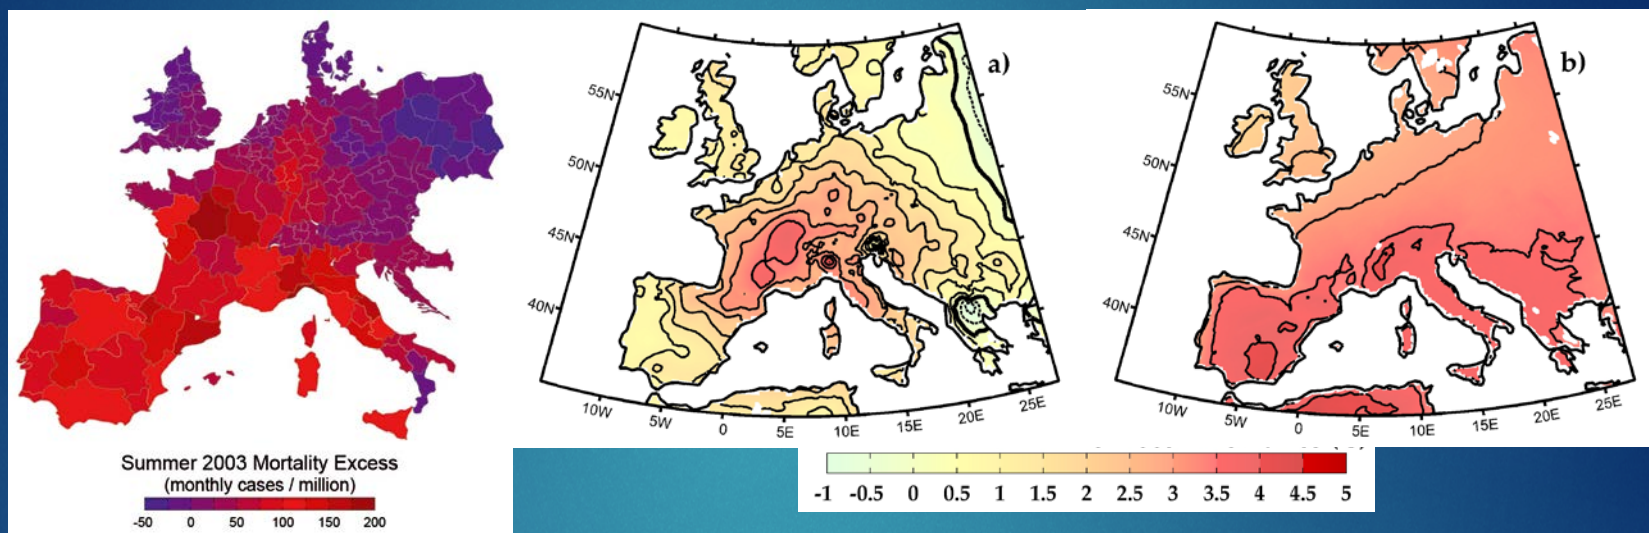 Summer 2003 Mortality Excess
(monthly cases / million)
-50 0 50 100 150 200
a)
55N
50N
45N
40N
10W 5W 0 5E 10E 15E 20E 25E
b)
55N
50N
45N
40N
10W 5W 0 5E 10E 15E 20E 25E
-1 -0.5 0 0.5 1 1.5 2 2.5 3 3.5 4 4.5 5